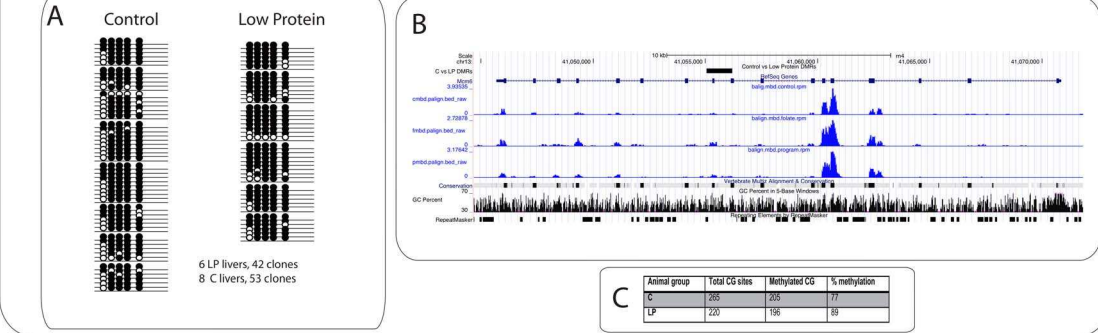 A
Control
Low Protein
6 LP livers, 42 clones
8 C livers, 53 clones
B
Scale
10 kb
m4
chr13:
41,050,000
41,055,000
41,060,000
41,065,000
41,070,000
Control vs Low Protein DMRs
C vs LP DMRs
RefSeq Genes
Mcm6
3.93535
balig.mbd.control.rpm
cmbd.palign.bed_raw
0
2.72878
balign.mbd.folate.rpm
fmbd.palign.bed_raw
0
3.17642
balign.mbd.program.rpm
pmbd.palign.bed_raw
0
Vertebrate Multiz Alignment & Conservation
Conservation
70
GC Percent in 5-Base Windows
GC Percent
30
Repeating Elements by RepeatMasker
RepeatMasker
C
Animal group Total CG sites Methylated CG % methylation
C 265 205 77
LP 220 196 89